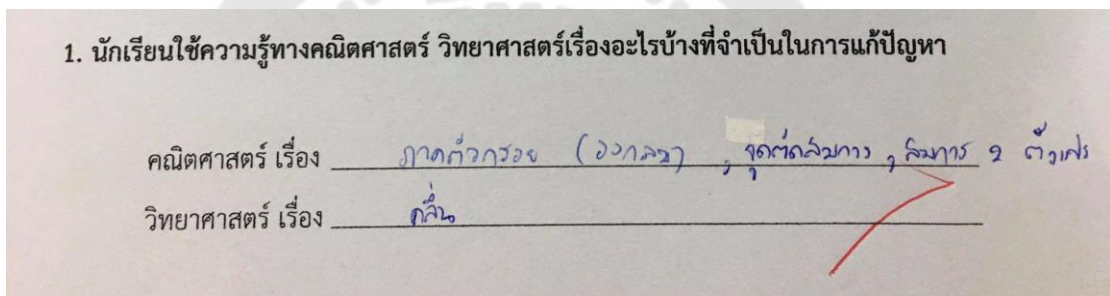 1. นักเรียนใช้ความรู้ทางคณิตศาสตร์ วิทยาศาสตร์เรื่องอะไรบ้างที่จำเป็นในการแก้ปัญหา
คณิตศาสตร์ เรื่อง ภาคตัวกรวย (วงกลม) , จุดตัดสมการ , สมการ 2 ตัวแปร
วิทยาศาสตร์ เรื่อง คลื่น